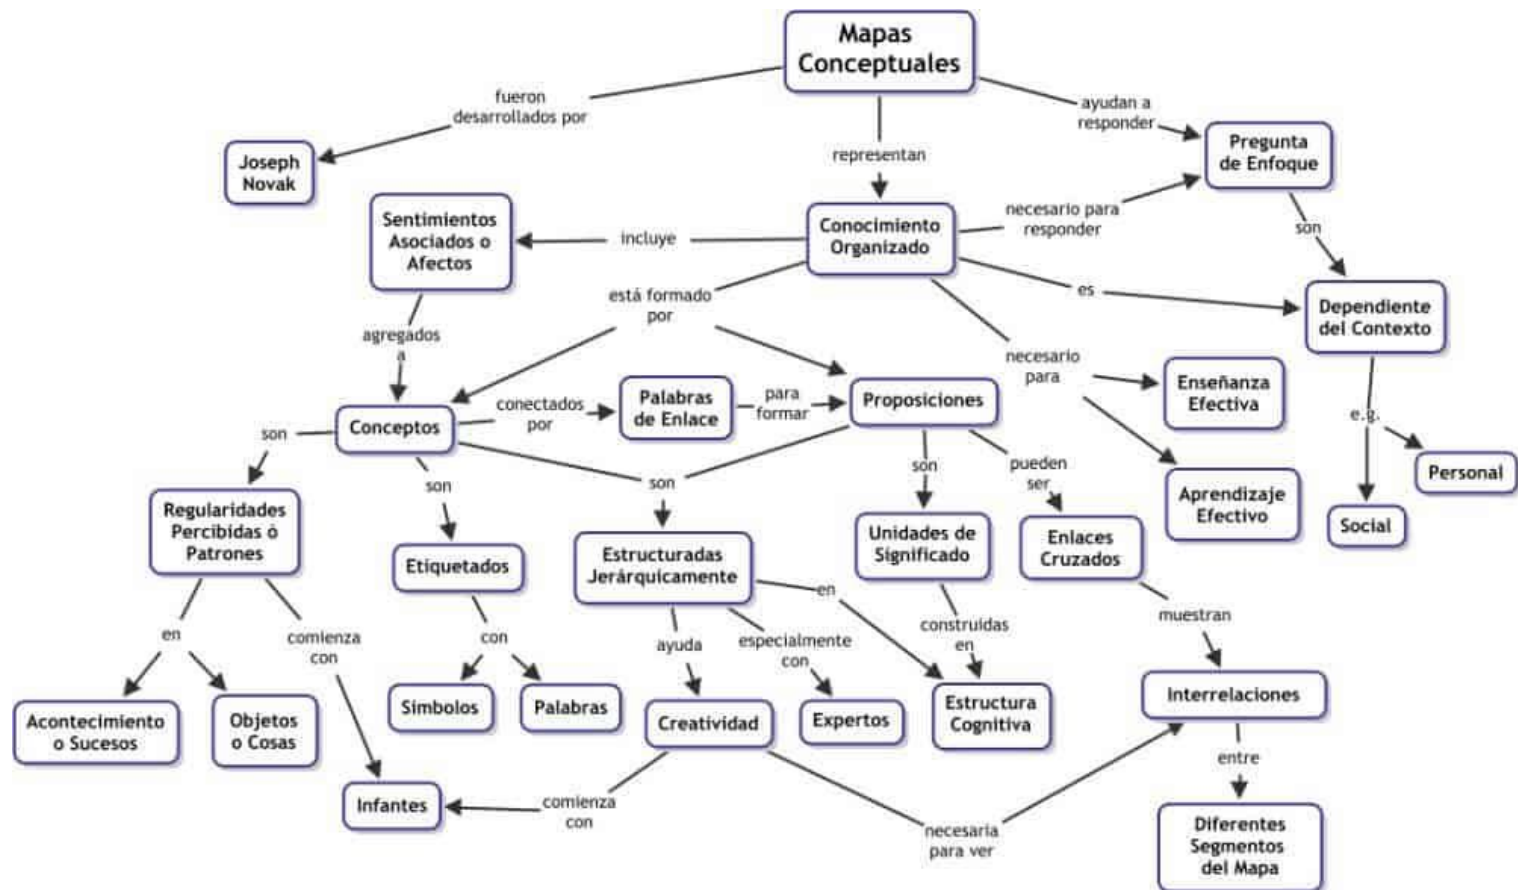 Mapas
Conceptuales
fueron
desarrollados por
ayudan a
responder
representan
Joseph
Novak
Pregunta
de Enfoque
Sentimientos
Asociados o
Afectos
incluye
Conocimiento
Organizado
necesario para
responder
son
está formado
por
es
Dependiente
del Contexto
agregados
a
necesario
para
Enseñanza
Efectiva
Conceptos
conectados
por
Palabras
de Enlace
para
formar
Proposiciones
e.g.
son
son
son
son
pueden
ser
Aprendizaje
Efectivo
Personal
Social
Regularidades
Percibidas ó
Patrones
Etiquetados
Estructuradas
Jerárquicamente
Unidades de
Significado
Enlaces
Cruzados
en
comienza
con
con
ayuda
especialmente
con
en
construidas
en
muestran
Acontecimiento
o Sucesos
Objetos
o Cosas
Símbolos
Palabras
Creatividad
Expertos
Estructura
Cognitiva
Interrelaciones
Infantes
comienza
con
necesaria
para ver
entre
Diferentes
Segmentos
del Mapa